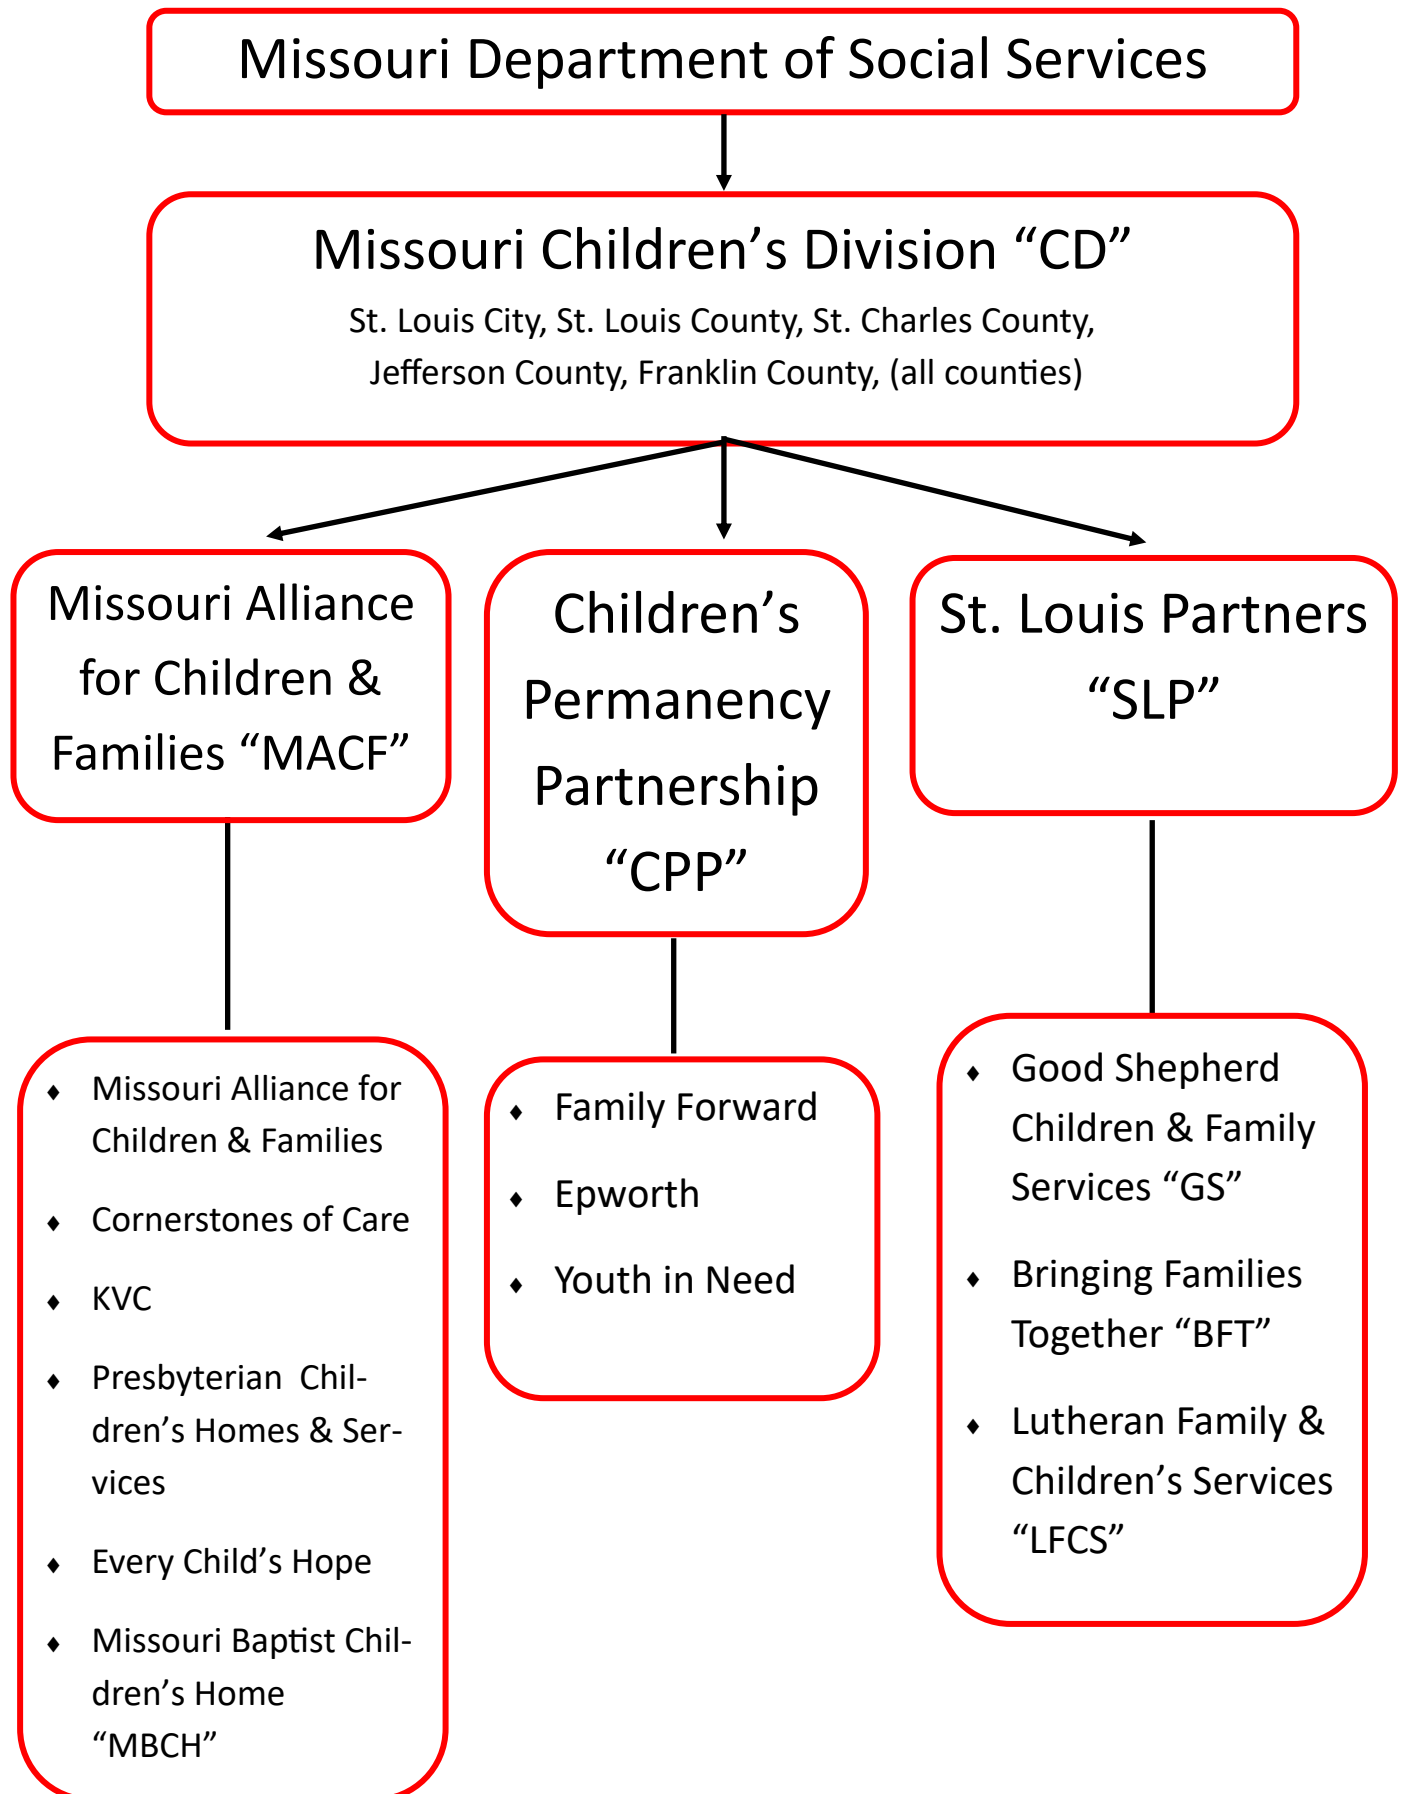 Missouri Department of Social Services
Missouri Children’s Division “CD”
St. Louis City, St. Louis County, St. Charles County,
Jefferson County, Franklin County, (all counties)
Missouri Alliance
for Children &
Families “MACF”
Children’s
Permanency
Partnership
“CPP”
St. Louis Partners
“SLP”
♦ Missouri Alliance for
Children & Families
♦ Cornerstones of Care
♦ KVC
♦ Presbyterian  Chil-
dren’s Homes & Ser-
vices
♦ Every Child’s Hope
♦ Missouri Baptist Chil-
dren’s Home
“MBCH”
♦ Family Forward
♦ Epworth
♦ Youth in Need
♦ Good Shepherd
Children & Family
Services “GS”
♦ Bringing Families
Together “BFT”
♦ Lutheran Family &
Children’s Services
“LFCS”